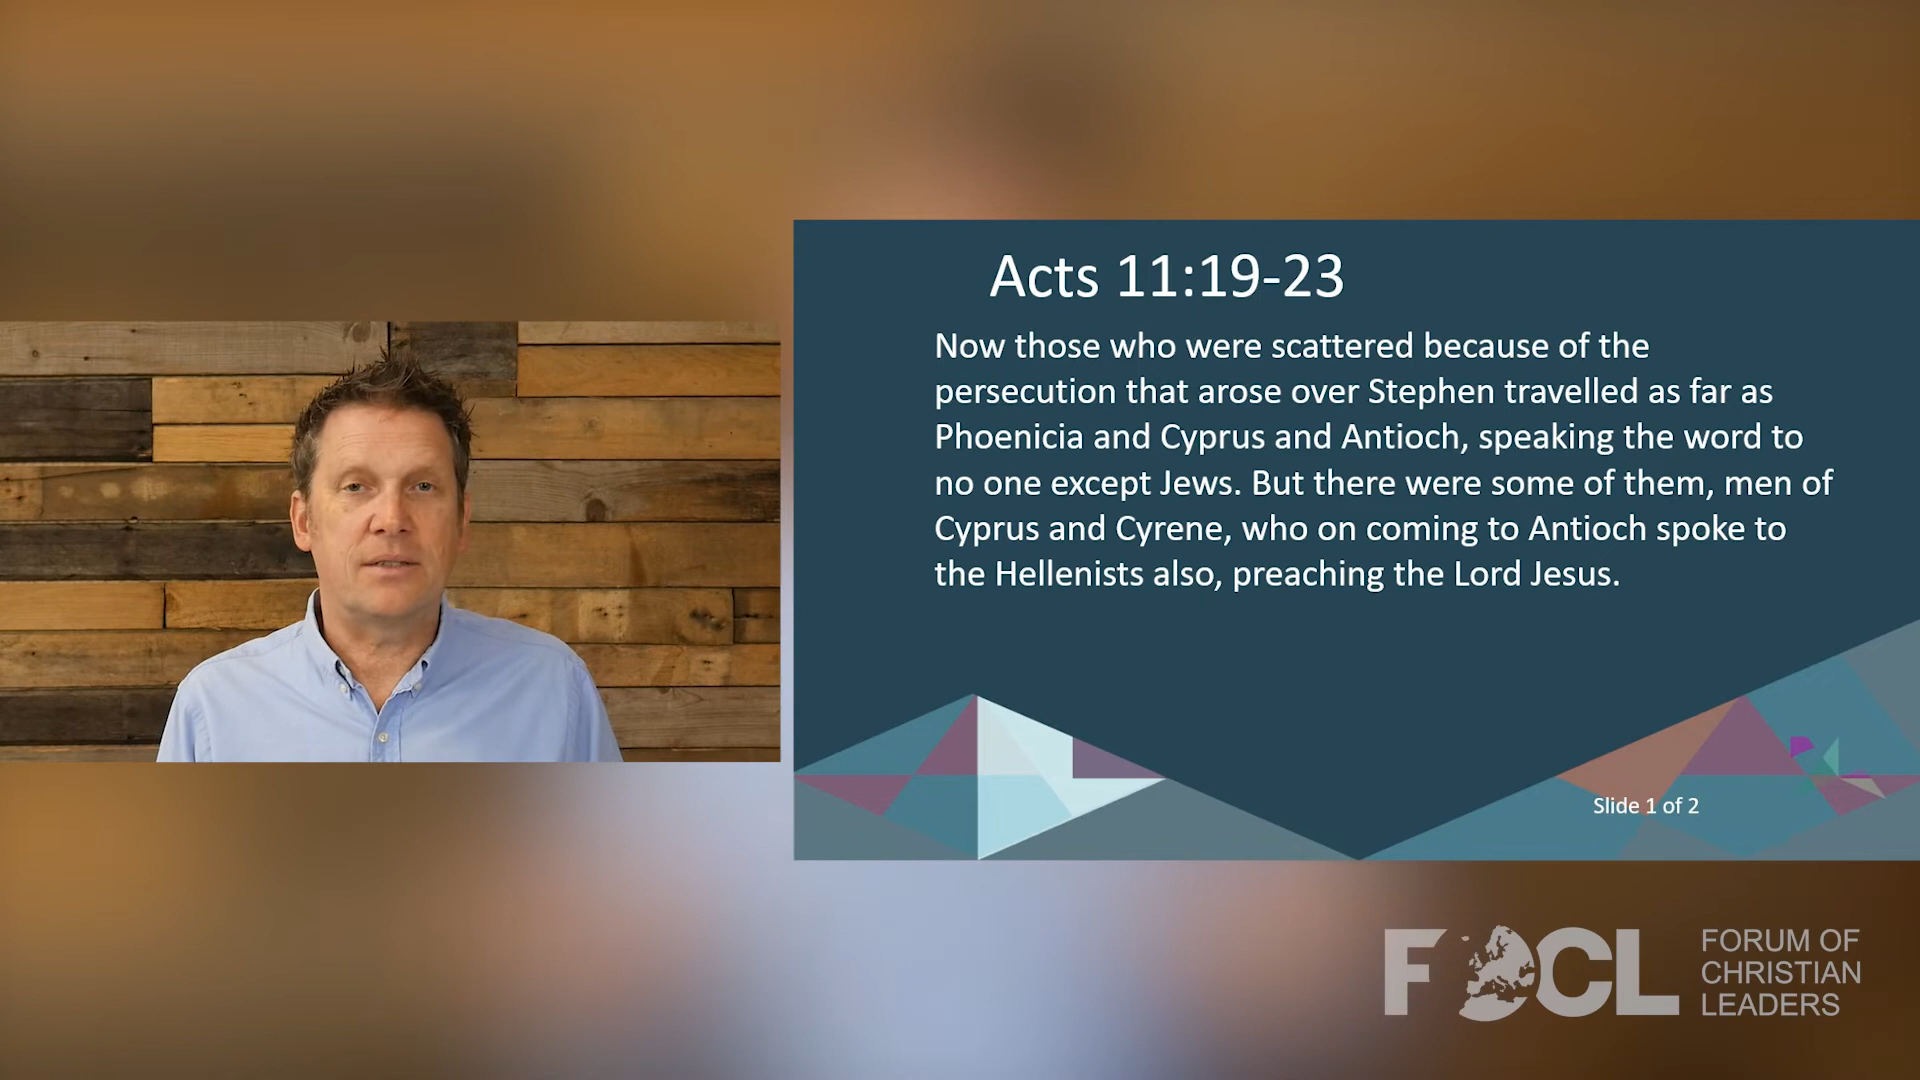 Acts 11:19-23
Now those who were scattered because of the
persecution that arose over Stephen travelled as far as
Phoenicia and Cyprus and Antioch, speaking the word to
no one except Jews. But there were some of them, men of
Cyprus and Cyrene, who on coming to Antioch spoke to
the Hellenists also, preaching the Lord Jesus.
Slide 1 of 2
FOCL
FORUM OF
CHRISTIAN
LEADERS